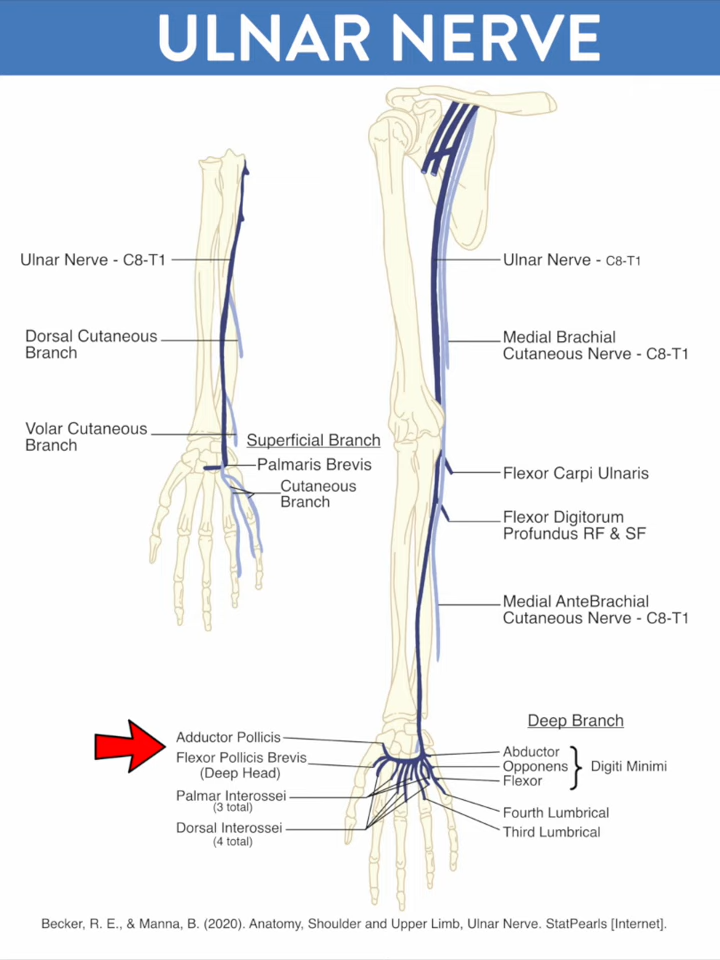 ULNAR NERVE
Ulnar Nerve - C8-T1
Dorsal Cutaneous
Branch
Volar Cutaneous
Branch
Superficial Branch
Palmaris Brevis
Cutaneous
Branch
Ulnar Nerve - C8-T1
Medial Brachial
Cutaneous Nerve - C8-T1
Flexor Carpi Ulnaris
Flexor Digitorum
Profundus RF & SF
Medial AnteBrachial
Cutaneous Nerve - C8-T1
Adductor Pollicis
Flexor Pollicis Brevis
(Deep Head)
Palmar Interossei
(3 total)
Dorsal Interossei
(4 total)
Deep Branch
Abductor
Opponens
Flexor
} Digiti Minimi
Fourth Lumbrical
Third Lumbrical
Becker, R. E., & Manna, B. (2020). Anatomy, Shoulder and Upper Limb, Ulnar Nerve. StatPearls [Internet].